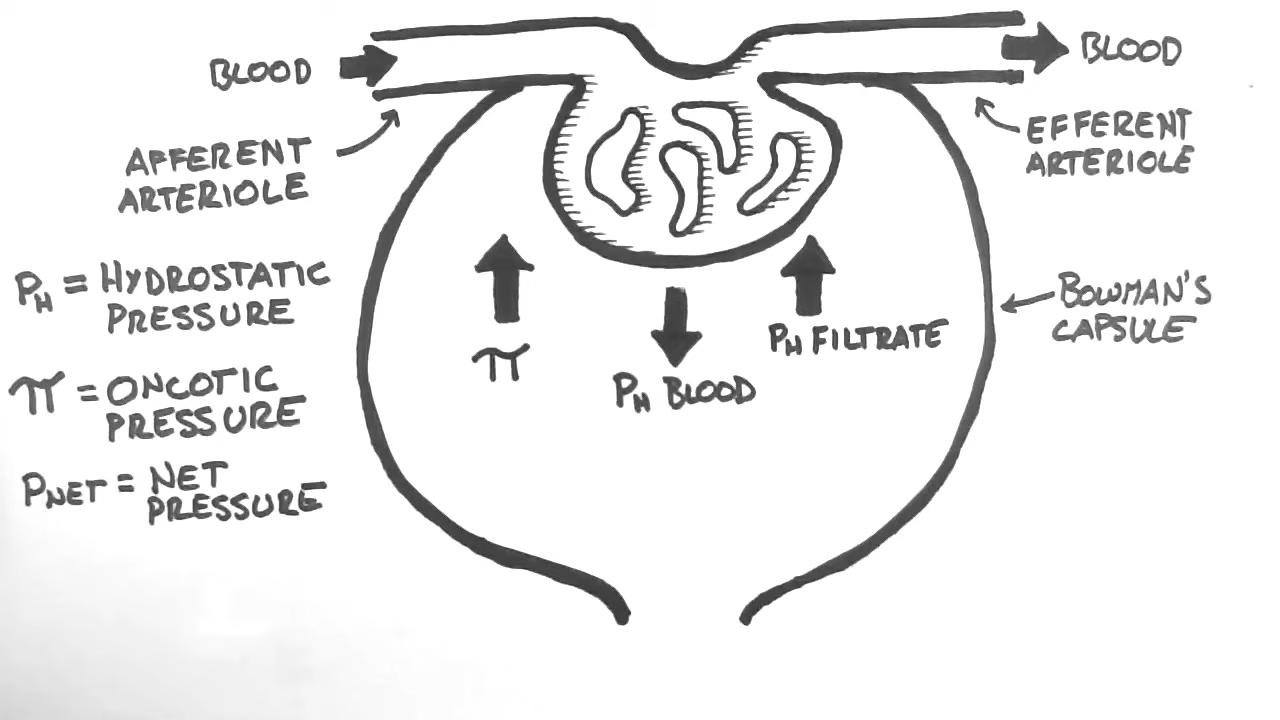 BLOOD
BLOOD
AFFERENT
ARTERIOLE
EFFERENT
ARTERIOLE
PH = HYDROSTATIC
PRESSURE
BOWMAN'S
CAPSULE
π
PH BLOOD
PH FILTRATE
π = ONCOTIC
PRESSURE
PNET = NET
PRESSURE